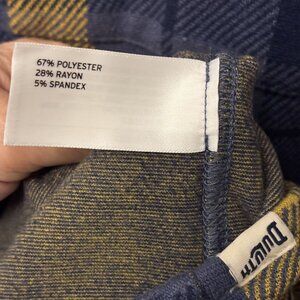 67% POLYESTER
28% RAYON
5% SPANDEX
DULUTH